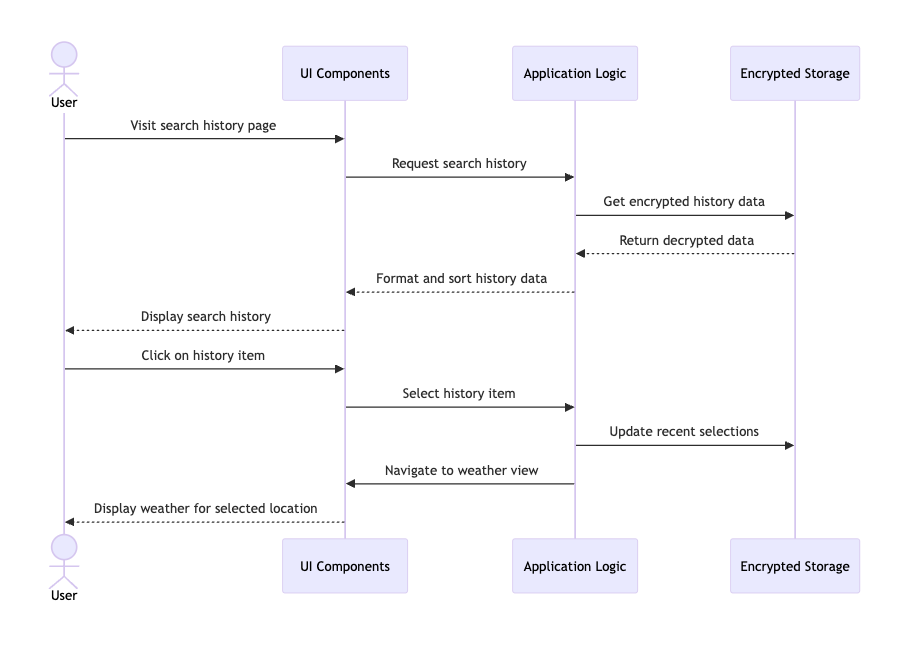 User
UI Components
Application Logic
Encrypted Storage
Visit search history page
Request search history
Get encrypted history data
Return decrypted data
Format and sort history data
Display search history
Click on history item
Select history item
Update recent selections
Navigate to weather view
Display weather for selected location
User
UI Components
Application Logic
Encrypted Storage